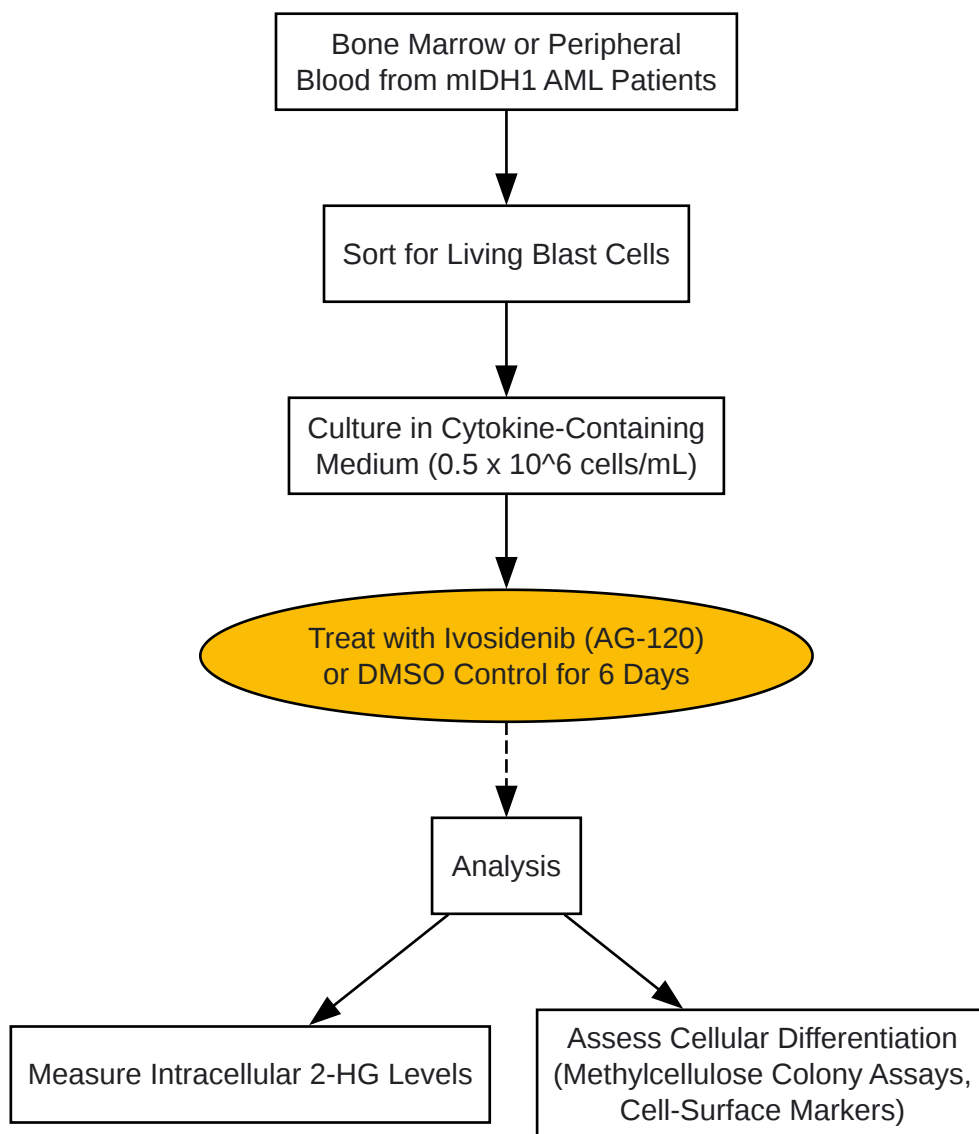 Bone Marrow or Peripheral
Blood from mIDH1 AML Patients
Sort for Living Blast Cells
Culture in Cytokine-Containing
Medium (0.5 x 10^6 cells/mL)
Treat with Ivosidenib (AG-120)
or DMSO Control for 6 Days
Analysis
Measure Intracellular 2-HG Levels
Assess Cellular Differentiation
(Methylcellulose Colony Assays,
Cell-Surface Markers)